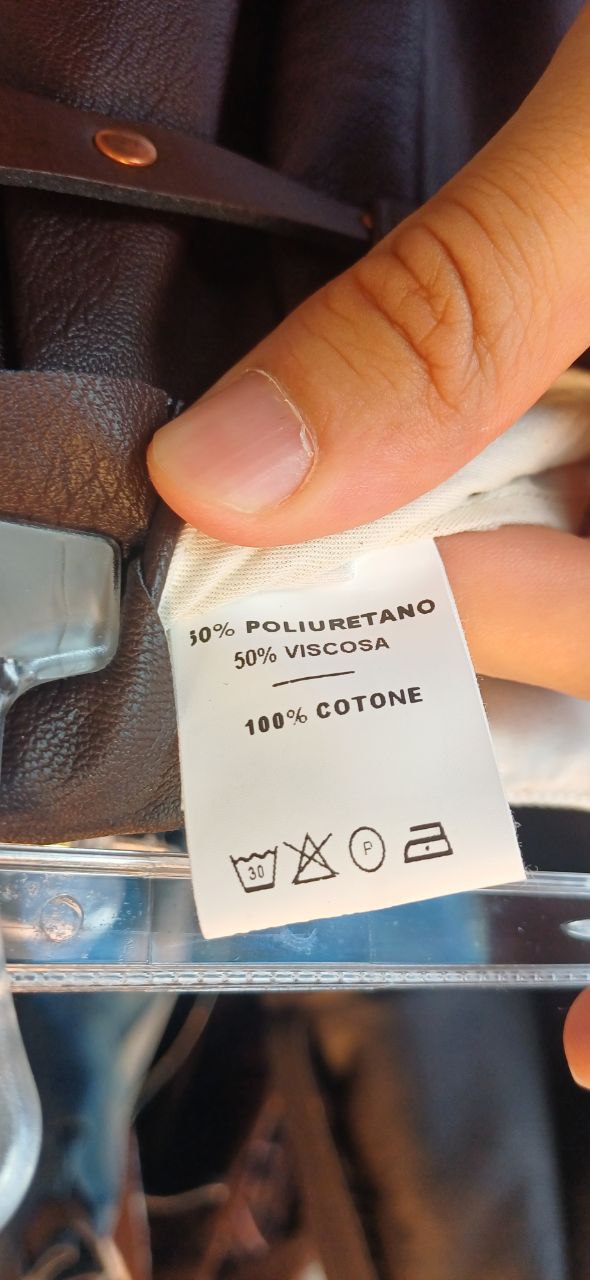 50% POLIURETANO
50% VISCOSA
100% COTONE
30
P